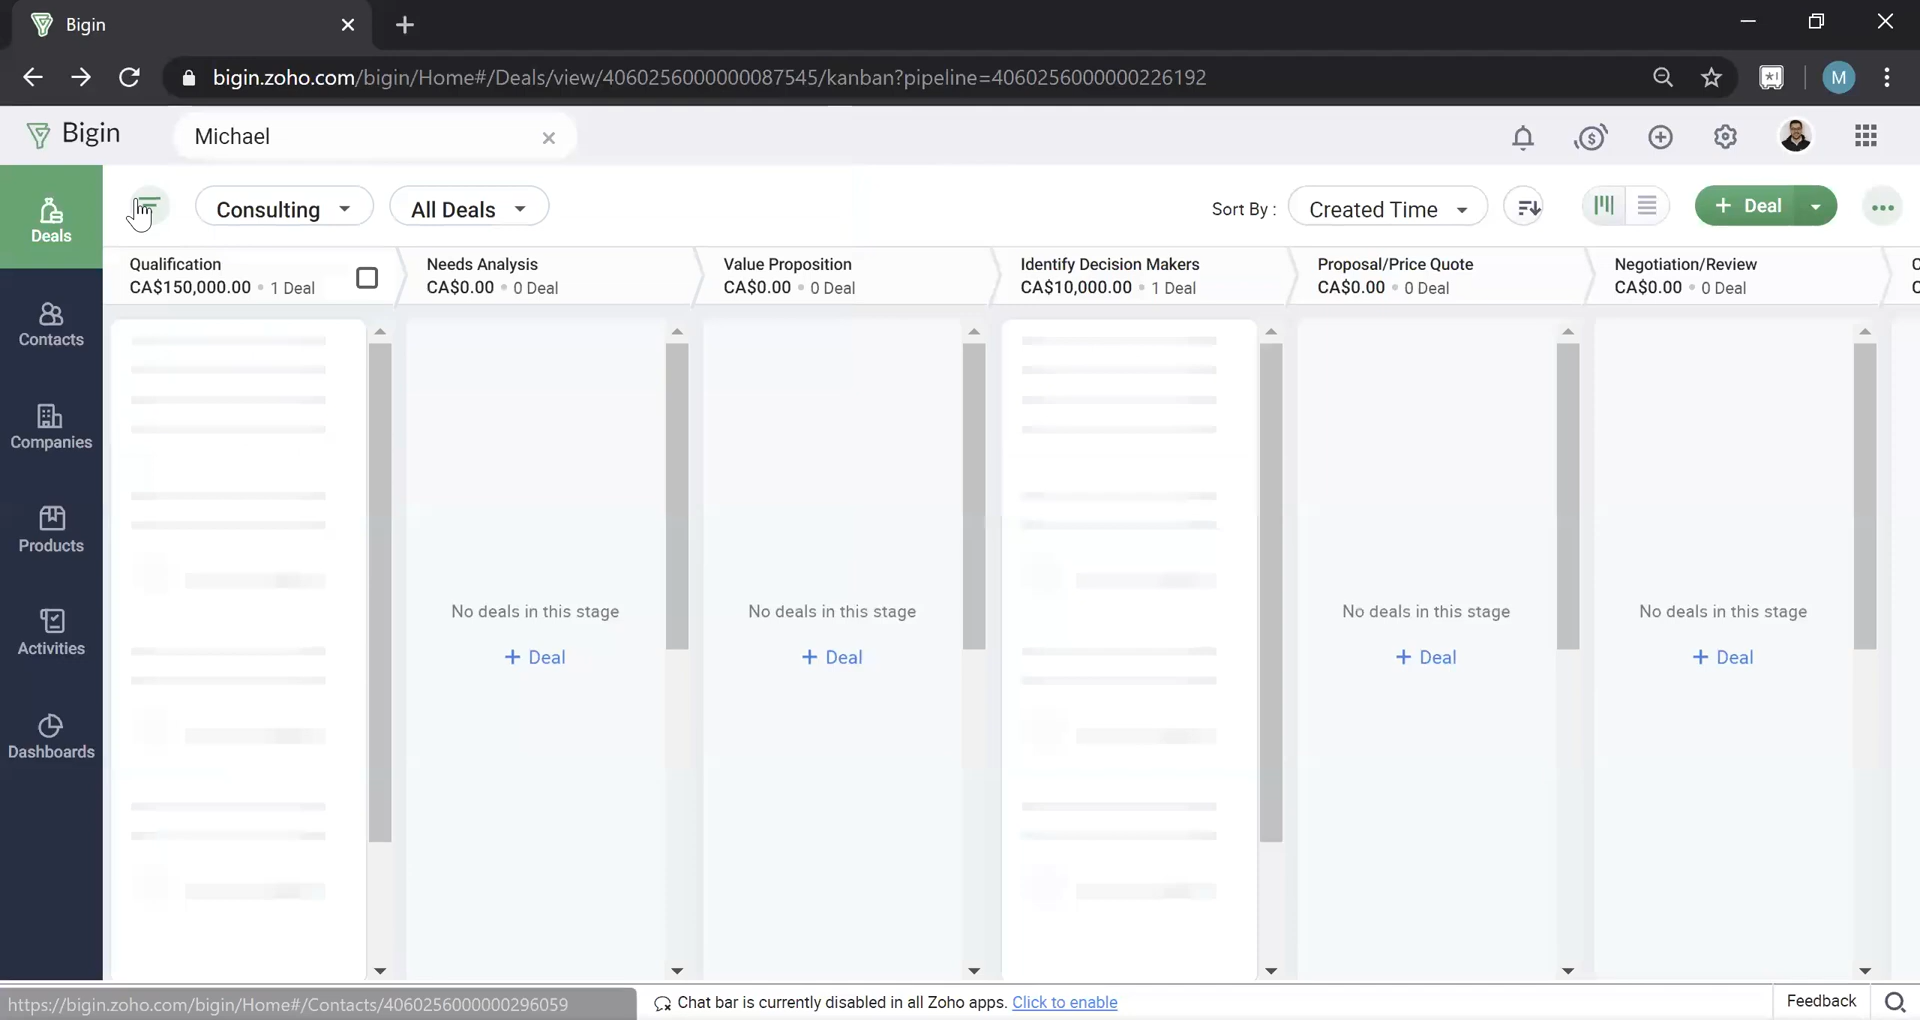 Bigin
bigin.zoho.com/bigin/Home#/Deals/view/4060256000000087545/kanban?pipeline=4060256000000226192
M
Bigin
Michael
Deals
Contacts
Companies
Products
Activities
Dashboards
Consulting
All Deals
Sort By :
Created Time
+ Deal
Qualification
CA$150,000.00 • 1 Deal
Needs Analysis
CA$0.00 • 0 Deal
Value Proposition
CA$0.00 • 0 Deal
Identify Decision Makers
CA$10,000.00 • 1 Deal
Proposal/Price Quote
CA$0.00 • 0 Deal
Negotiation/Review
CA$0.00 • 0 Deal
No deals in this stage
+ Deal
No deals in this stage
+ Deal
No deals in this stage
+ Deal
No deals in this stage
+ Deal
https://bigin.zoho.com/bigin/Home#/Contacts/4060256000000296059
Chat bar is currently disabled in all Zoho apps. Click to enable
Feedback